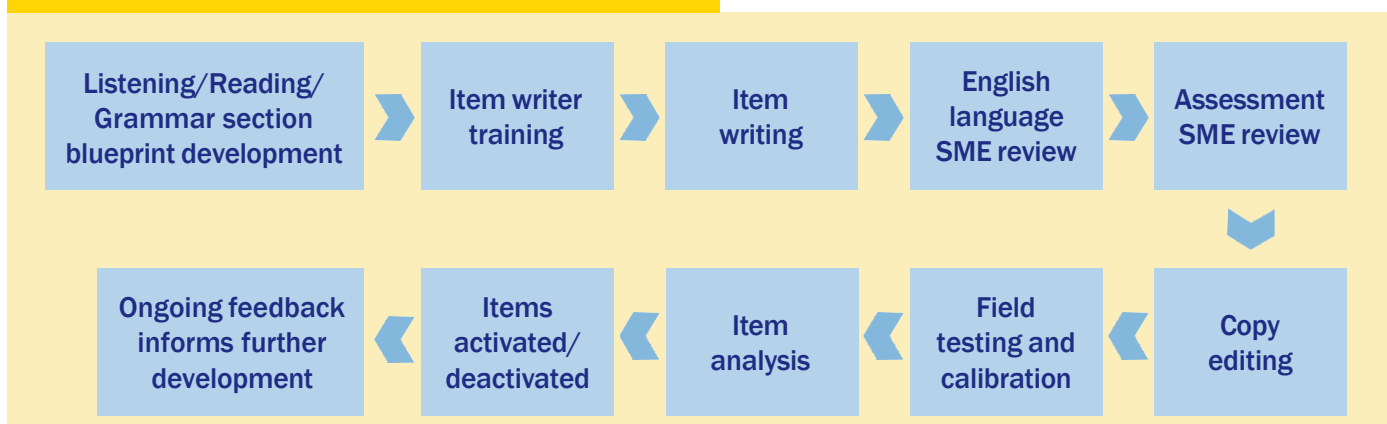 Listening/Reading/
Grammar section
blueprint development
Item writer
training
Item
writing
English
language
SME review
Assessment
SME review
Copy
editing
Field
testing and
calibration
Item
analysis
Items
activated/
deactivated
Ongoing feedback
informs further
development